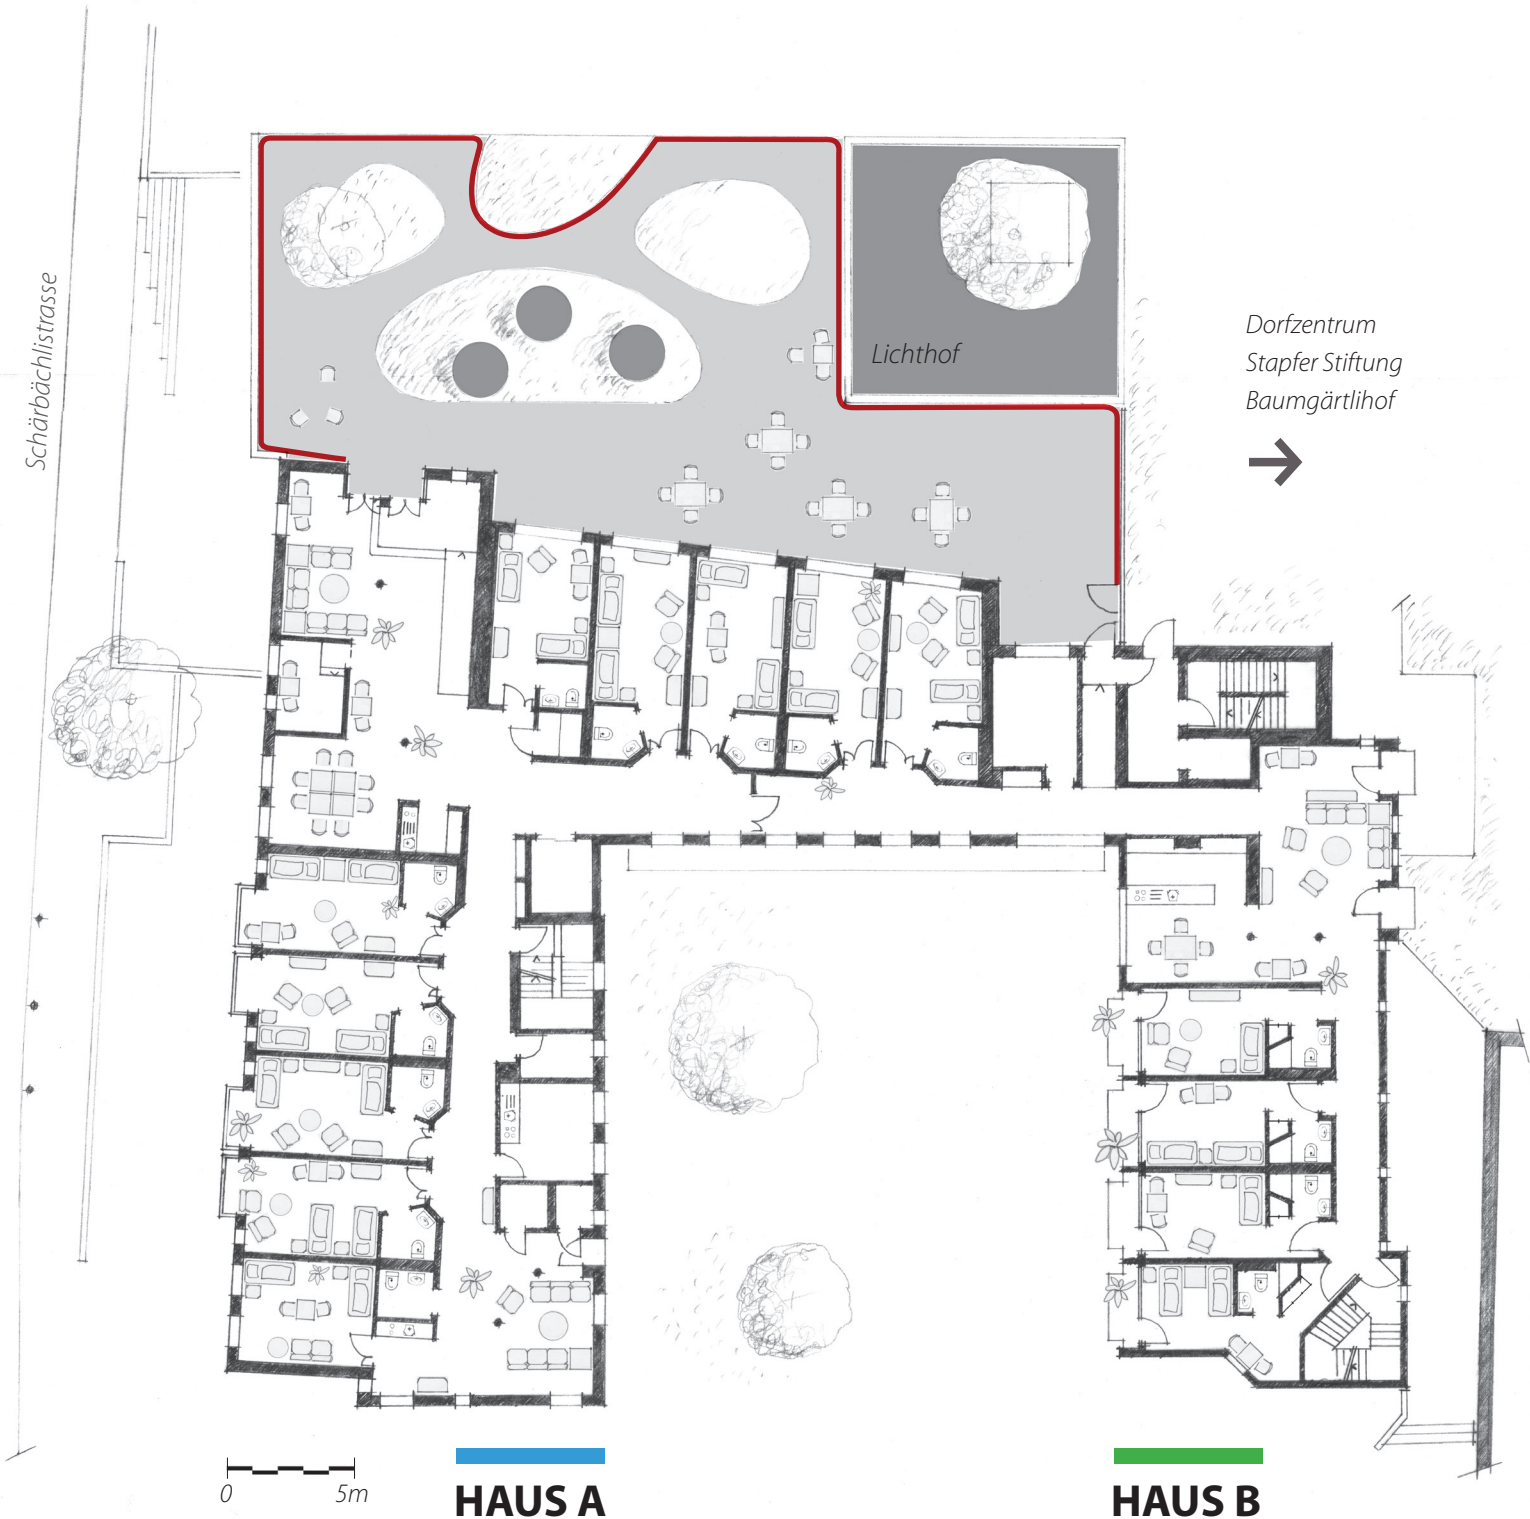 Schärbächlistrasse
Lichthof
Dorfzentrum
Stapfer Stiftung
Baumgärtlihof
0 5m
HAUS A
HAUS B